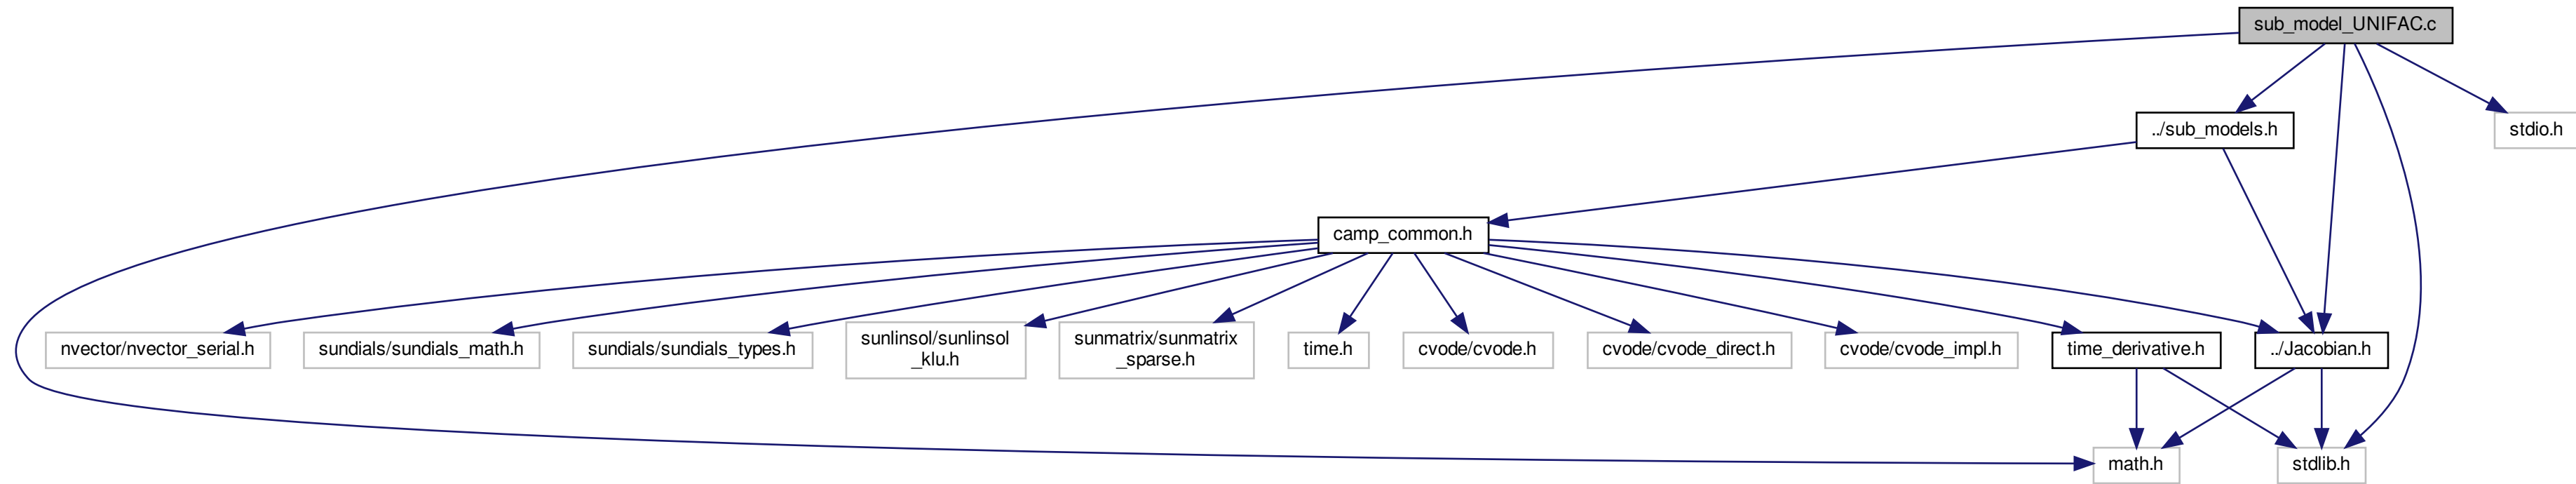 sub_model_UNIFAC.c
../sub_models.h
stdio.h
camp_common.h
nvector/nvector_serial.h
sundials/sundials_math.h
sundials/sundials_types.h
sunlinsol/sunlinsol
_klu.h
sunmatrix/sunmatrix
_sparse.h
time.h
cvode/cvode.h
cvode/cvode_direct.h
cvode/cvode_impl.h
time_derivative.h
../Jacobian.h
math.h
stdlib.h